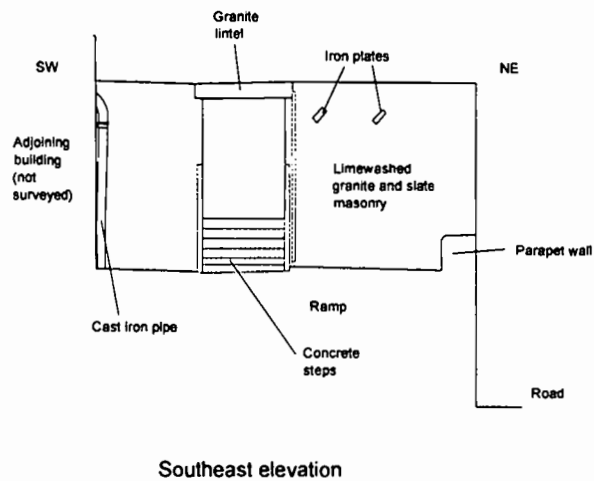 Granite
lintel
SW
Iron plates
NE
Adjoining
building
(not
surveyed)
Limewashed
granite and slate
masonry
Parapet wall
Ramp
Cast iron pipe
Concrete
steps
Road
Southeast elevation